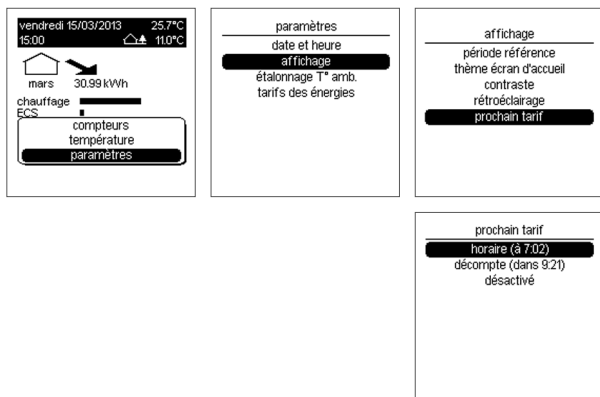 vendredi 15/03/2013 25.7°C
15:00 11.0°C
mars 30.99 kWh
chauffage
ECS
compteurs
température
paramètres
paramètres
date et heure
affichage
étalonnage T° amb.
tarifs des énergies
affichage
période référence
thème écran d'accueil
contraste
rétroéclairage
prochain tarif
prochain tarif
horaire (à 7:02)
décompte (dans 9:21)
désactivé